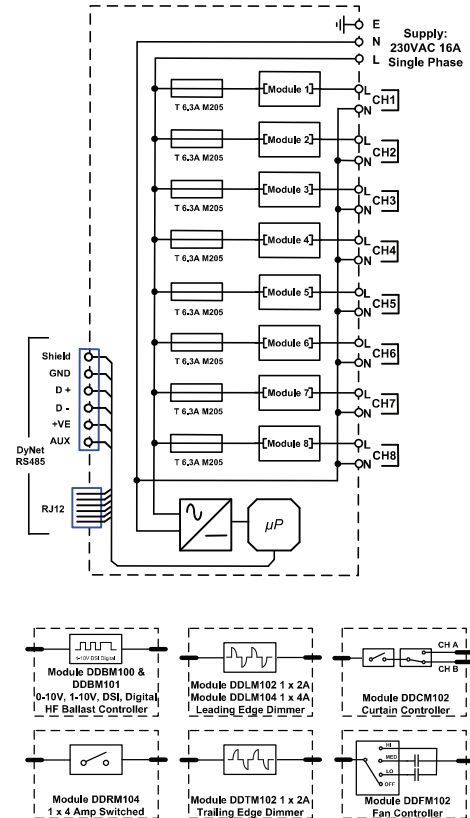 E
N
L
Supply:
230VAC 16A
Single Phase
T 6.3A M205
[Module 1]
L
N
CH1
T 6.3A M205
[Module 2]
L
N
CH2
T 6.3A M205
[Module 3]
L
N
CH3
T 6.3A M205
[Module 4]
L
N
CH4
T 6.3A M205
[Module 5]
L
N
CH5
T 6.3A M205
[Module 6]
L
N
CH6
T 6.3A M205
[Module 7]
L
N
CH7
T 6.3A M205
[Module 8]
L
N
CH8
DyNet
RS485
Shield
GND
D +
D -
+VE
AUX
RJ12
µP
1-10V DSI Digital
Module DDBM100 &
DDBM101
0-10V, 1-10V, DSI, Digital
HF Ballast Controller
Module DDLM102 1 x 2A
Module DDLM104 1 x 4A
Leading Edge Dimmer
CH A
CH B
Module DDCM102
Curtain Controller
Module DDRM104
1 x 4 Amp Switched
Module DDTM102 1 x 2A
Trailing Edge Dimmer
HI
MED
LO
OFF
Module DDFM102
Fan Controller